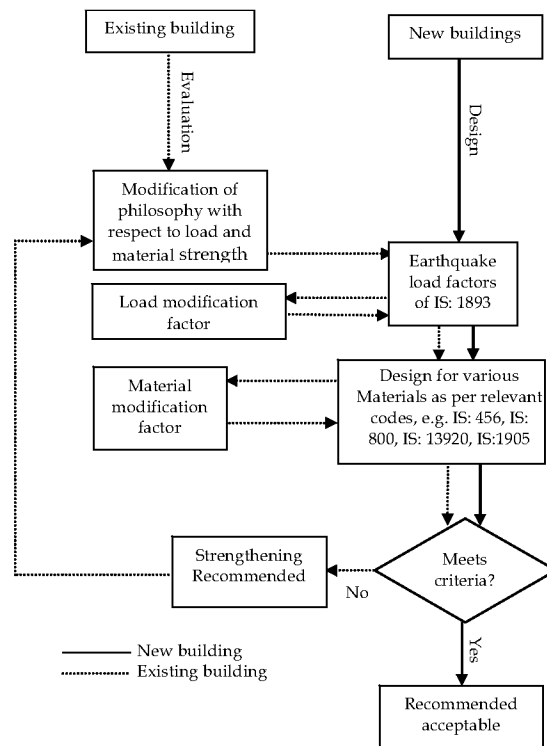 Existing building
New buildings
Evaluation
Design
Modification of
philosophy with
respect to load and
material strength
Earthquake
load factors
of IS: 1893
Load modification
factor
Design for various
Materials as per relevant
codes, e.g. IS: 456, IS:
800, IS: 13920, IS:1905
Material
modification
factor
Strengthening
Recommended
Meets
criteria?
No
New building
Existing building
Yes
Recommended
acceptable